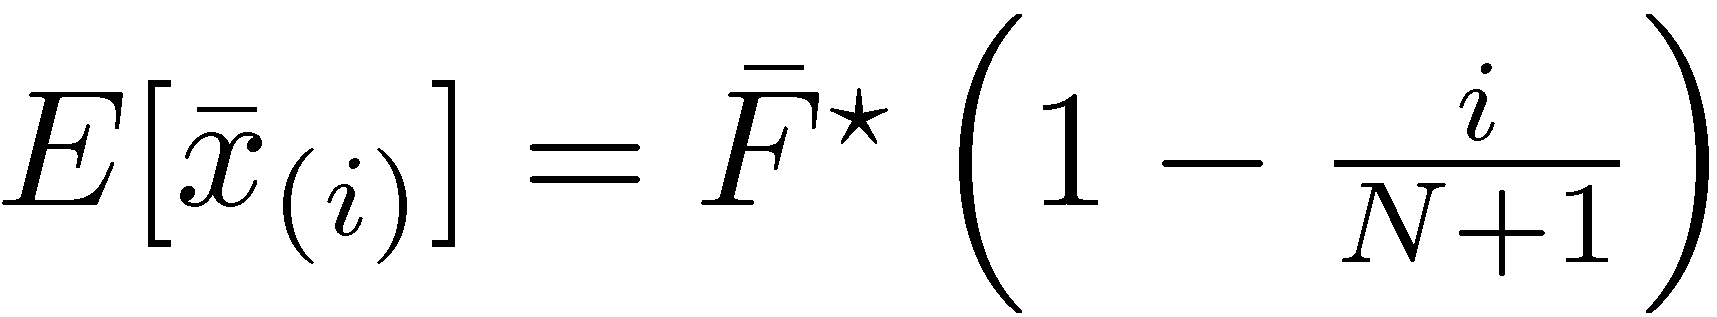 E[x̄₍ᵢ₎] = F̄⋆ (1 − i/(N+1))